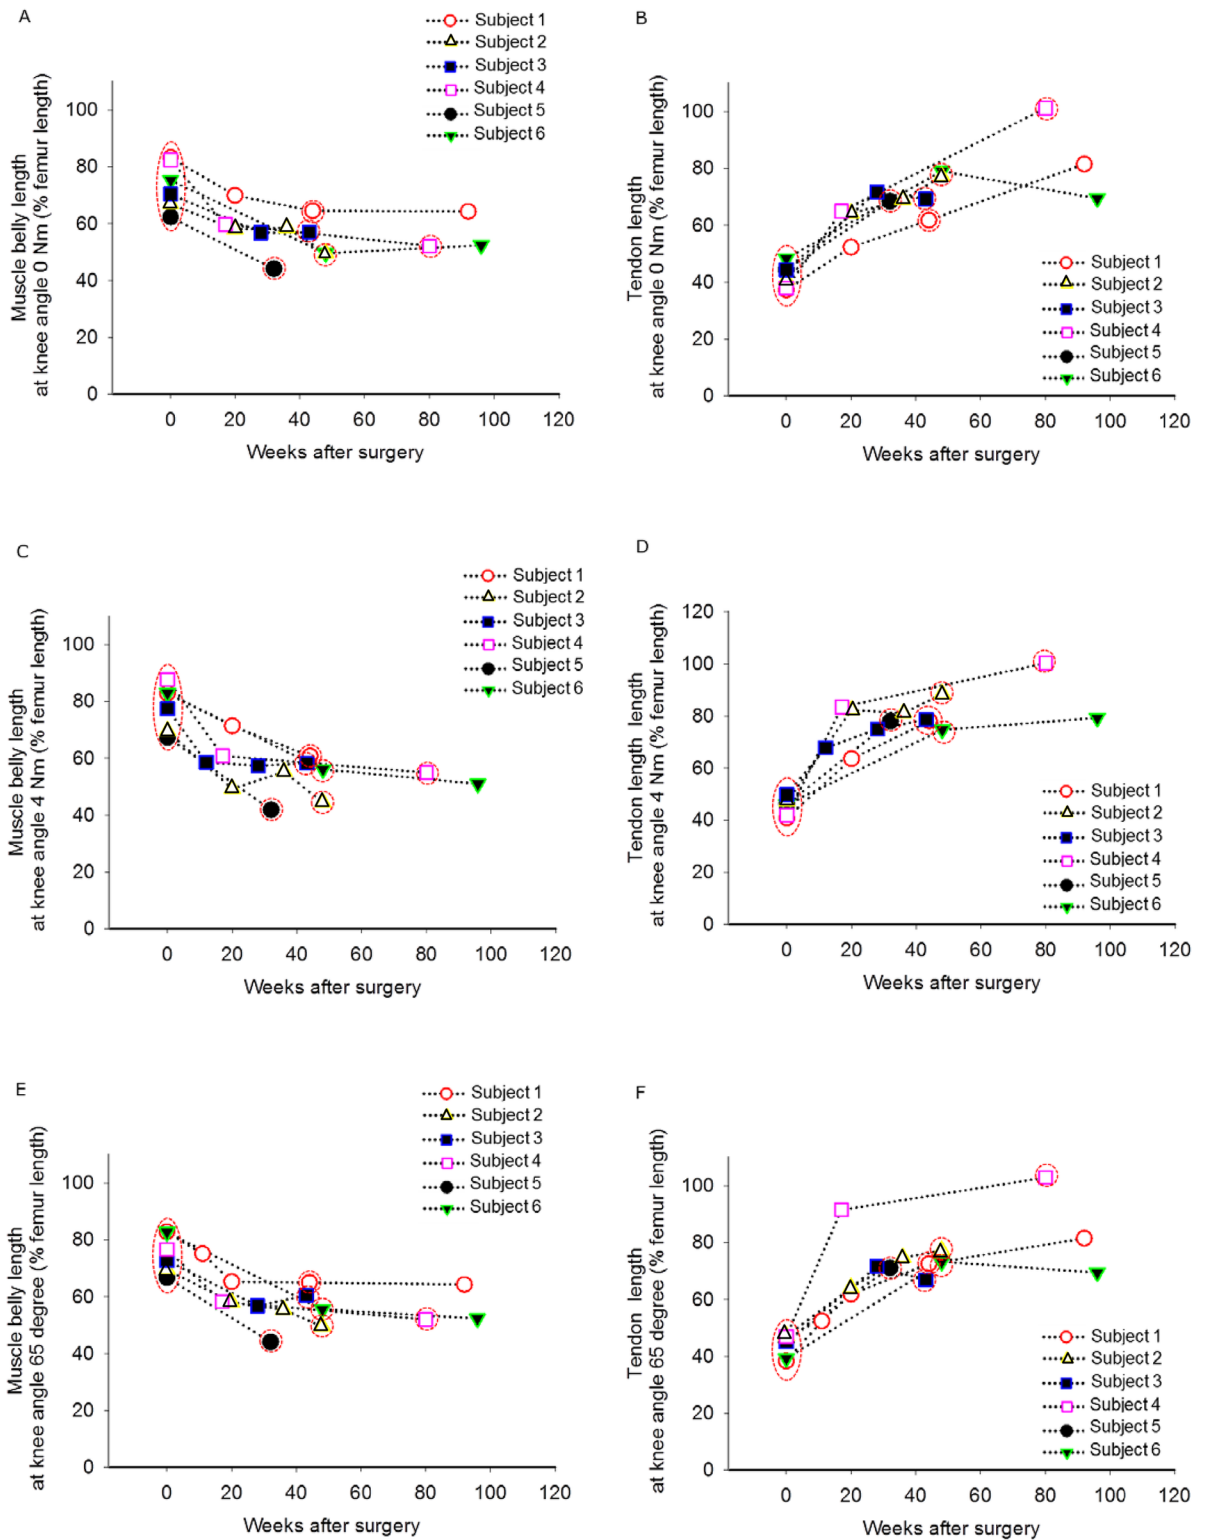 A
Subject 1
Subject 2
Subject 3
Subject 4
Subject 5
Subject 6
Muscle belly length
at knee angle 0 Nm (% femur length)
100
80
60
40
20
0
0 20 40 60 80 100 120
Weeks after surgery
B
Tendon length
at knee angle 0 Nm (% femur length)
100
80
60
40
20
0
Subject 1
Subject 2
Subject 3
Subject 4
Subject 5
Subject 6
0 20 40 60 80 100 120
Weeks after surgery
C
Subject 1
Subject 2
Subject 3
Subject 4
Subject 5
Subject 6
Muscle belly length
at knee angle 4 Nm (% femur length)
100
80
60
40
20
0
0 20 40 60 80 100 120
Weeks after surgery
D
Tendon length
at knee angle 4 Nm (% femur length)
120
100
80
60
40
20
0
Subject 1
Subject 2
Subject 3
Subject 4
Subject 5
Subject 6
0 20 40 60 80 100 120
Weeks after surgery
E
Subject 1
Subject 2
Subject 3
Subject 4
Subject 5
Subject 6
Muscle belly length
at knee angle 65 degree (% femur length)
100
80
60
40
20
0
0 20 40 60 80 100 120
Weeks after surgery
F
Tendon length
at knee angle 65 degree (% femur length)
100
80
60
40
20
0
Subject 1
Subject 2
Subject 3
Subject 4
Subject 5
Subject 6
0 20 40 60 80 100 120
Weeks after surgery